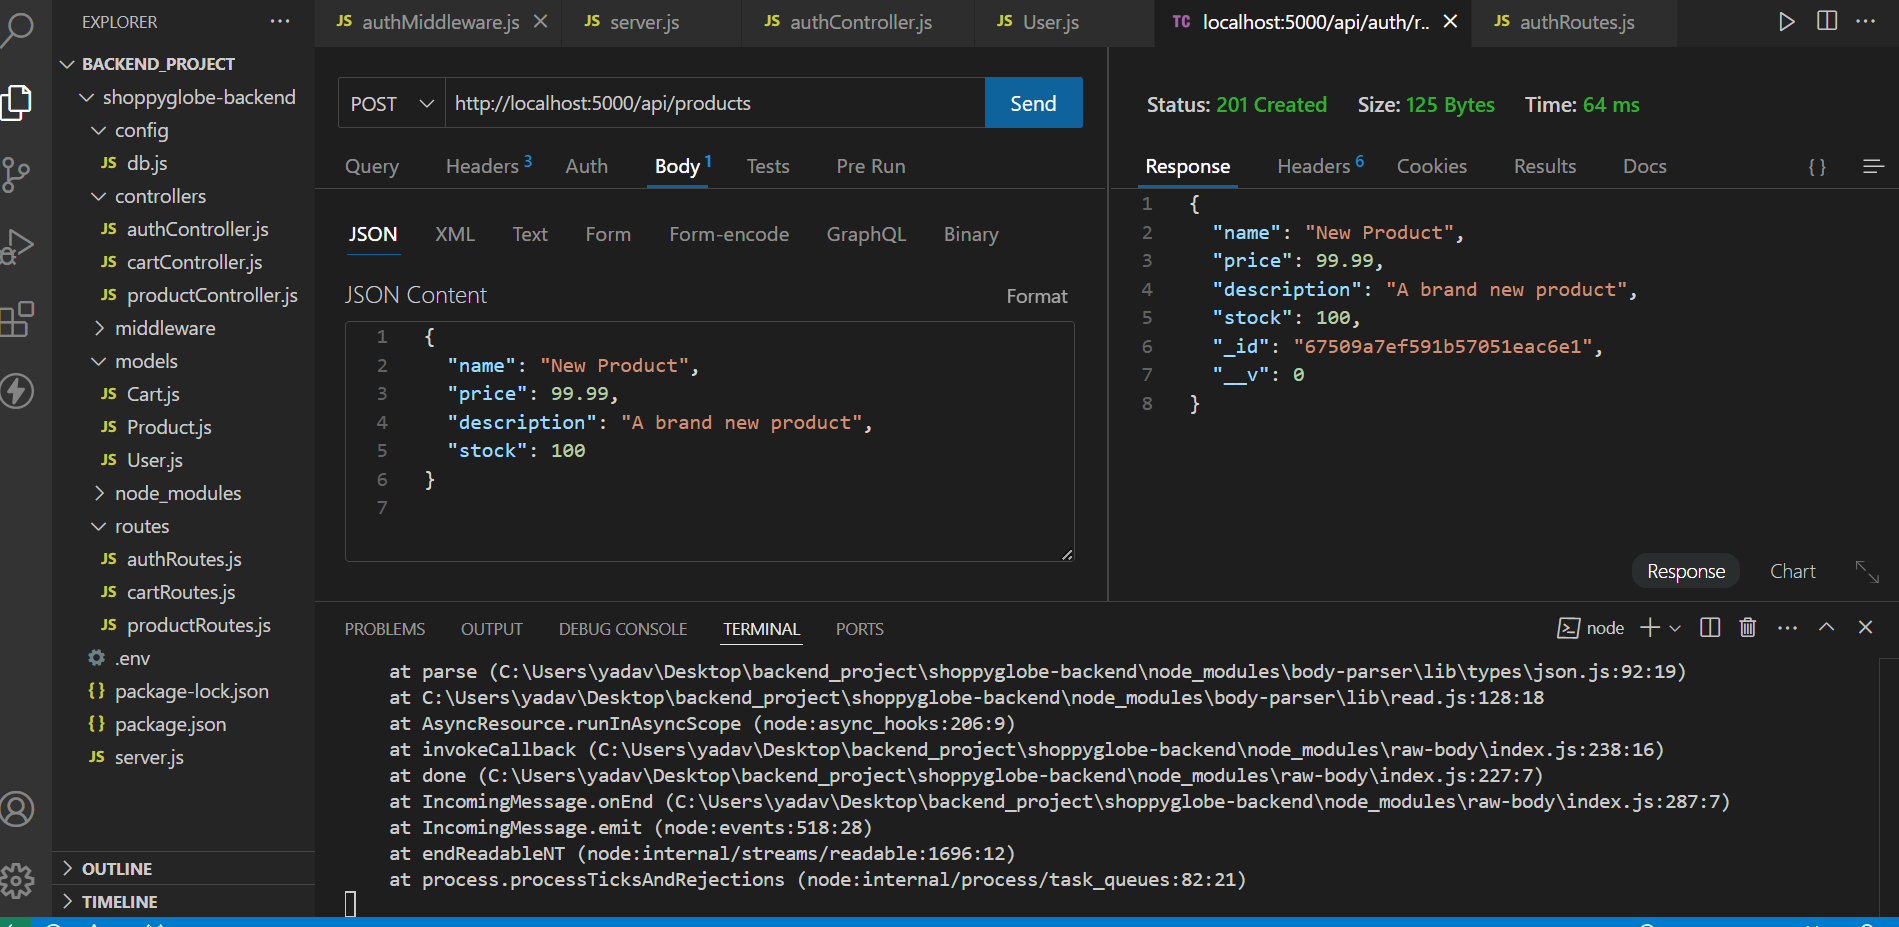 EXPLORER ···
BACKEND_PROJECT
shoppyglobe-backend
config
JS db.js
controllers
JS authController.js
JS cartController.js
JS productController.js
middleware
models
JS Cart.js
JS Product.js
JS User.js
node_modules
routes
JS authRoutes.js
JS cartRoutes.js
JS productRoutes.js
.env
{} package-lock.json
{} package.json
JS server.js
OUTLINE
TIMELINE
JS authMiddleware.js
JS server.js
JS authController.js
JS User.js
TC localhost:5000/api/auth/r..
JS authRoutes.js
POST http://localhost:5000/api/products Send
Query Headers 3 Auth Body 1 Tests Pre Run
JSON XML Text Form Form-encode GraphQL Binary
JSON Content Format
1 {
2 "name": "New Product",
3 "price": 99.99,
4 "description": "A brand new product",
5 "stock": 100
6 }
7
Status: 201 Created Size: 125 Bytes Time: 64 ms
Response Headers 6 Cookies Results Docs { }
1 {
2 "name": "New Product",
3 "price": 99.99,
4 "description": "A brand new product",
5 "stock": 100,
6 "_id": "67509a7ef591b57051eac6e1",
7 "__v": 0
8 }
Response Chart
PROBLEMS OUTPUT DEBUG CONSOLE TERMINAL PORTS node
at parse (C:\Users\yadav\Desktop\backend_project\shoppyglobe-backend\node_modules\body-parser\lib\types\json.js:92:19)
at C:\Users\yadav\Desktop\backend_project\shoppyglobe-backend\node_modules\body-parser\lib\read.js:128:18
at AsyncResource.runInAsyncScope (node:async_hooks:206:9)
at invokeCallback (C:\Users\yadav\Desktop\backend_project\shoppyglobe-backend\node_modules\raw-body\index.js:238:16)
at done (C:\Users\yadav\Desktop\backend_project\shoppyglobe-backend\node_modules\raw-body\index.js:227:7)
at IncomingMessage.onEnd (C:\Users\yadav\Desktop\backend_project\shoppyglobe-backend\node_modules\raw-body\index.js:287:7)
at IncomingMessage.emit (node:events:518:28)
at endReadableNT (node:internal/streams/readable:1696:12)
at process.processTicksAndRejections (node:internal/process/task_queues:82:21)